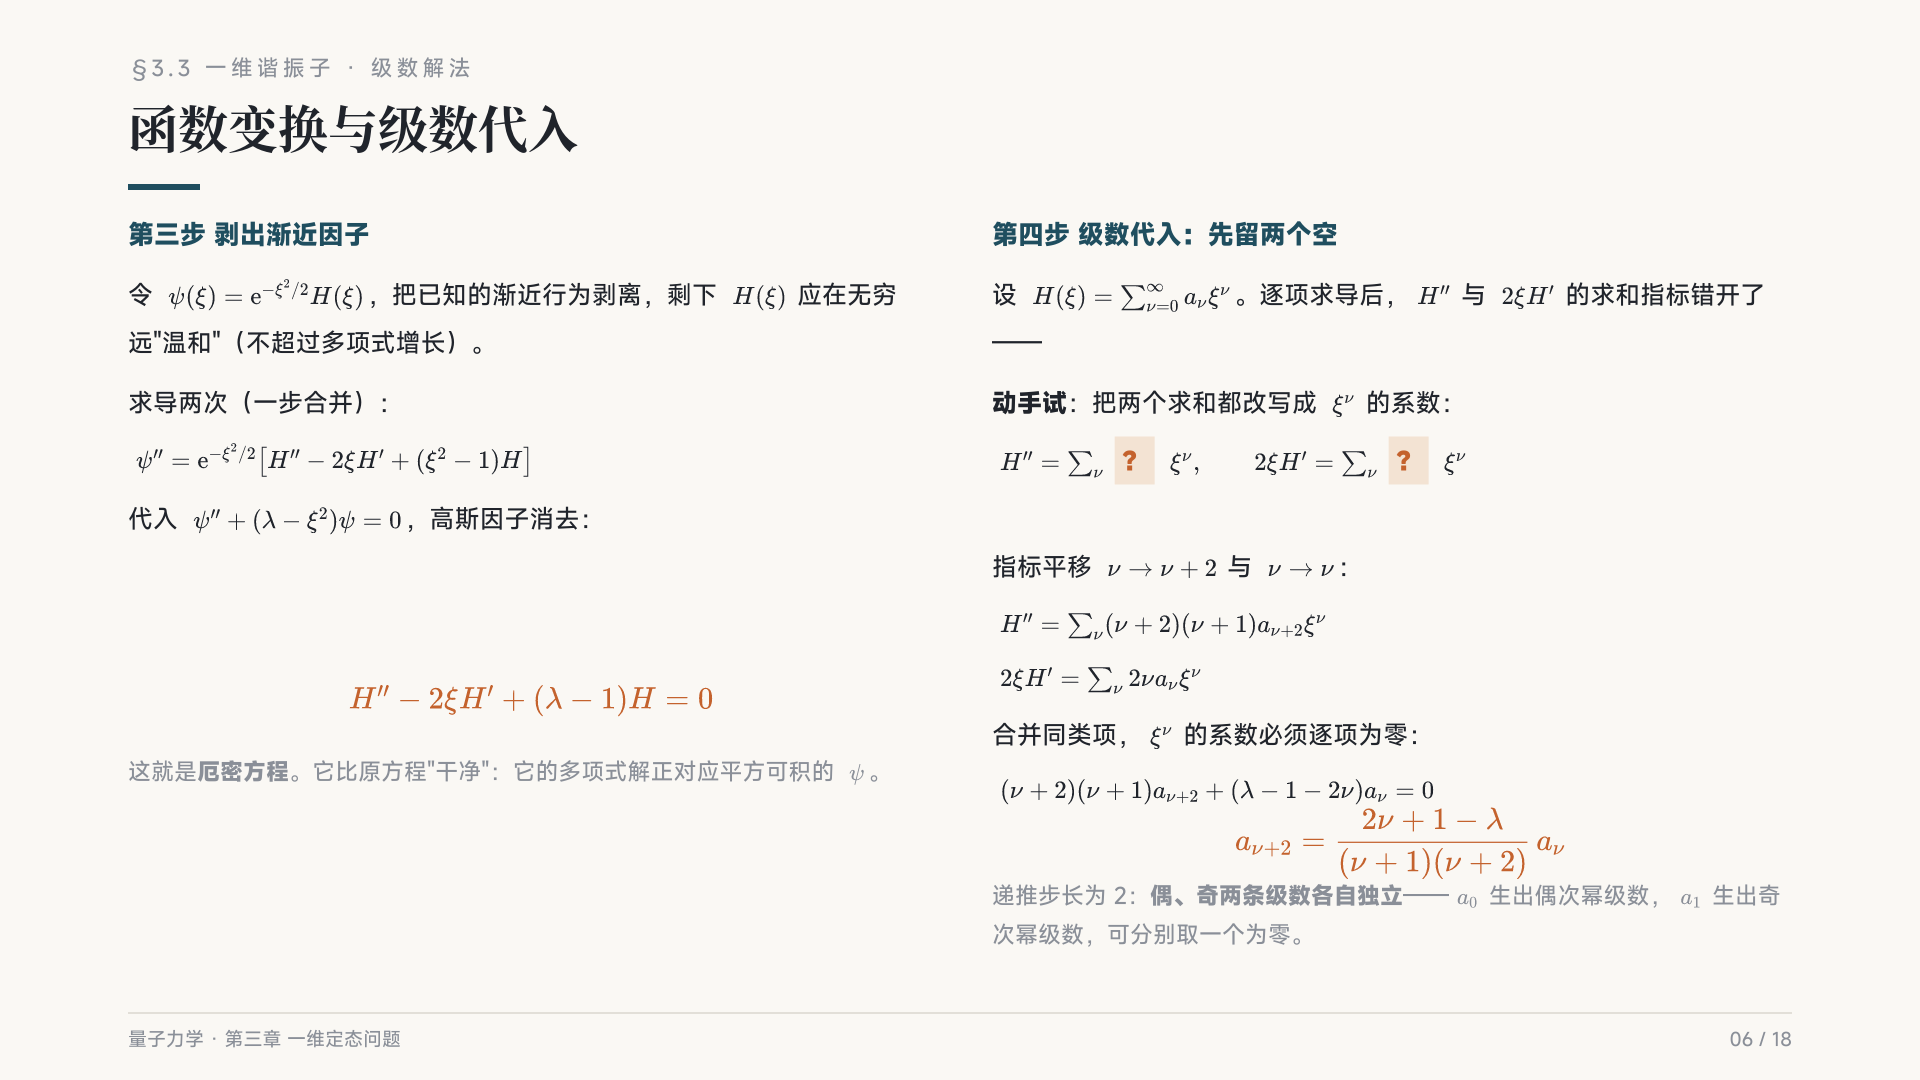 §3.3 一维谐振子 · 级数解法
函数变换与级数代入
第三步 剥出渐近因子
令 ψ(ξ) = e^{−ξ²/2}H(ξ)，把已知的渐近行为剥离，剩下 H(ξ) 应在无穷
远"温和"（不超过多项式增长）。
求导两次（一步合并）：
ψ″ = e^{−ξ²/2}[H″ − 2ξH′ + (ξ² − 1)H]
代入 ψ″ + (λ − ξ²)ψ = 0，高斯因子消去：
H″ − 2ξH′ + (λ − 1)H = 0
这就是厄密方程。它比原方程"干净"：它的多项式解正对应平方可积的 ψ。
第四步 级数代入：先留两个空
设 H(ξ) = ∑_{ν=0}^{∞} a_ν ξ^ν。逐项求导后， H″ 与 2ξH′ 的求和指标错开了
——
动手试：把两个求和都改写成 ξ^ν 的系数：
H″ = ∑_ν ? ξ^ν, 2ξH′ = ∑_ν ? ξ^ν
指标平移 ν → ν + 2 与 ν → ν：
H″ = ∑_ν (ν + 2)(ν + 1)a_{ν+2}ξ^ν
2ξH′ = ∑_ν 2νa_νξ^ν
合并同类项， ξ^ν 的系数必须逐项为零：
(ν + 2)(ν + 1)a_{ν+2} + (λ − 1 − 2ν)a_ν = 0
a_{ν+2} = \frac{2ν + 1 − λ}{(ν + 1)(ν + 2)} a_ν
递推步长为 2：偶、奇两条级数各自独立—— a_0 生出偶次幂级数， a_1 生出奇
次幂级数，可分别取一个为零。
量子力学 · 第三章 一维定态问题
06 / 18